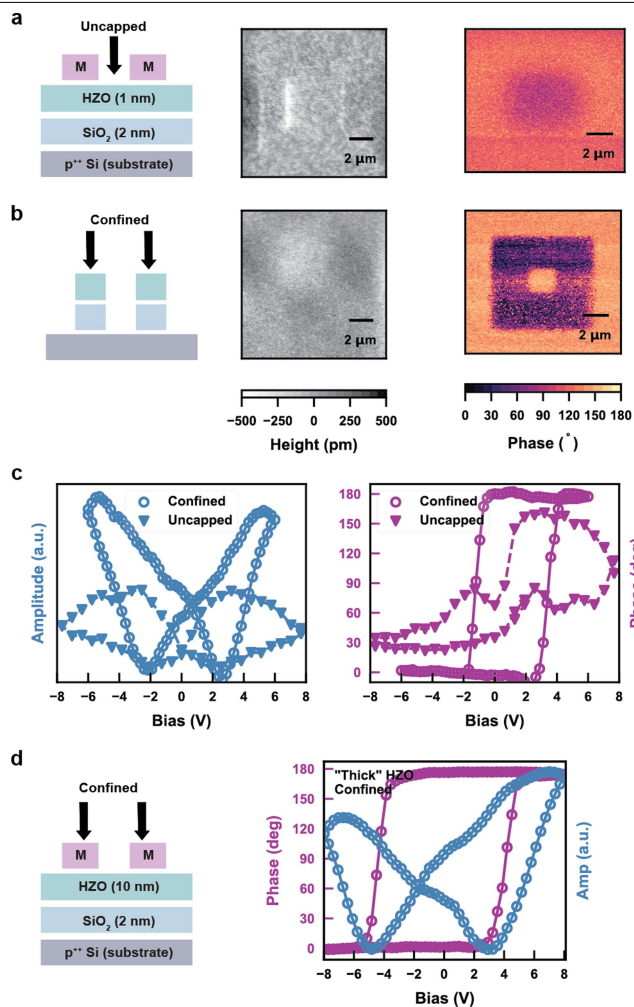 a
Uncapped
M M
HZO (1 nm)
SiO₂ (2 nm)
p⁺⁺ Si (substrate)
2 μm
2 μm
b
Confined
2 μm
2 μm
−500 −250 0 250 500
Height (pm)
0 30 60 90 120 150 180
Phase (°)
c
Amplitude (a.u.)
Confined
Uncapped
−8 −6 −4 −2 0 2 4 6 8
Bias (V)
180
150
120
90
60
30
0
Confined
Uncapped
Phase (deg)
−8 −6 −4 −2 0 2 4 6 8
Bias (V)
d
Confined
M M
HZO (10 nm)
SiO₂ (2 nm)
p⁺⁺ Si (substrate)
Phase (deg)
180
150
120
90
60
30
0
"Thick" HZO
Confined
Amp (a.u.)
−8 −6 −4 −2 0 2 4 6 8
Bias (V)